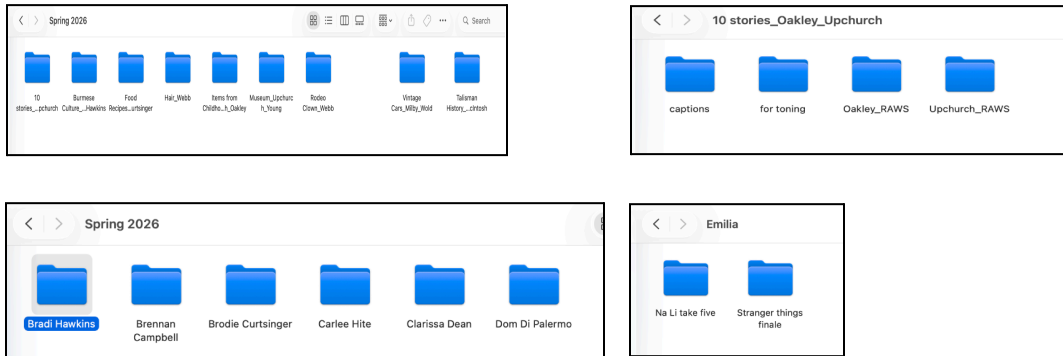 Spring 2026
Search
10 Burmese Food Hair_Webb Items from Museum_Upchurc Rodeo Vintage Talisman
stories_...pchurch Culture_...Hawkins Recipes...urtsinger Childho...h_Oakley h_Young Clown_Webb Cars_Milby_Wold History_...cintosh
10 stories_Oakley_Upchurch
captions for toning Oakley_RAWS Upchurch_RAWS
Spring 2026
Bradi Hawkins Brennan Brodie Curtsinger Carlee Hite Clarissa Dean Dom Di Palermo
Campbell
Emilia
Na Li take five Stranger things
finale